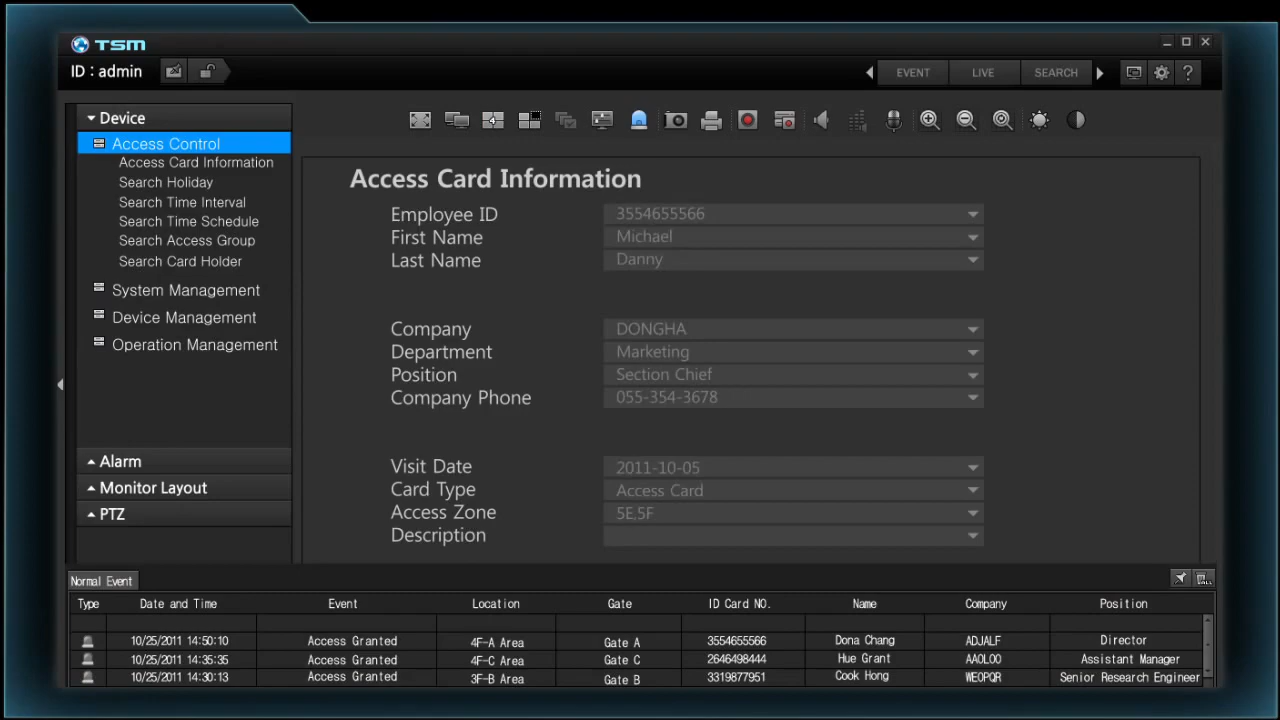 TSM
ID : admin
EVENT LIVE SEARCH ?
Device
Access Control
Access Card Information
Search Holiday
Search Time Interval
Search Time Schedule
Search Access Group
Search Card Holder
System Management
Device Management
Operation Management
Alarm
Monitor Layout
PTZ
4
Access Card Information
Employee ID 3554655566
First Name Michael
Last Name Danny
Company DONGHA
Department Marketing
Position Section Chief
Company Phone 055-354-3678
Visit Date 2011-10-05
Card Type Access Card
Access Zone 5E,5F
Description
Normal Event
Type Date and Time Event Location Gate ID Card NO. Name Company Position
10/25/2011 14:50:10 Access Granted 4F-A Area Gate A 3554655566 Dona Chang ADJALF Director
10/25/2011 14:35:35 Access Granted 4F-C Area Gate C 2646498444 Hue Grant AAOLOO Assistant Manager
10/25/2011 14:30:13 Access Granted 3F-B Area Gate B 3319877951 Cook Hong WEOPQR Senior Research Engineer